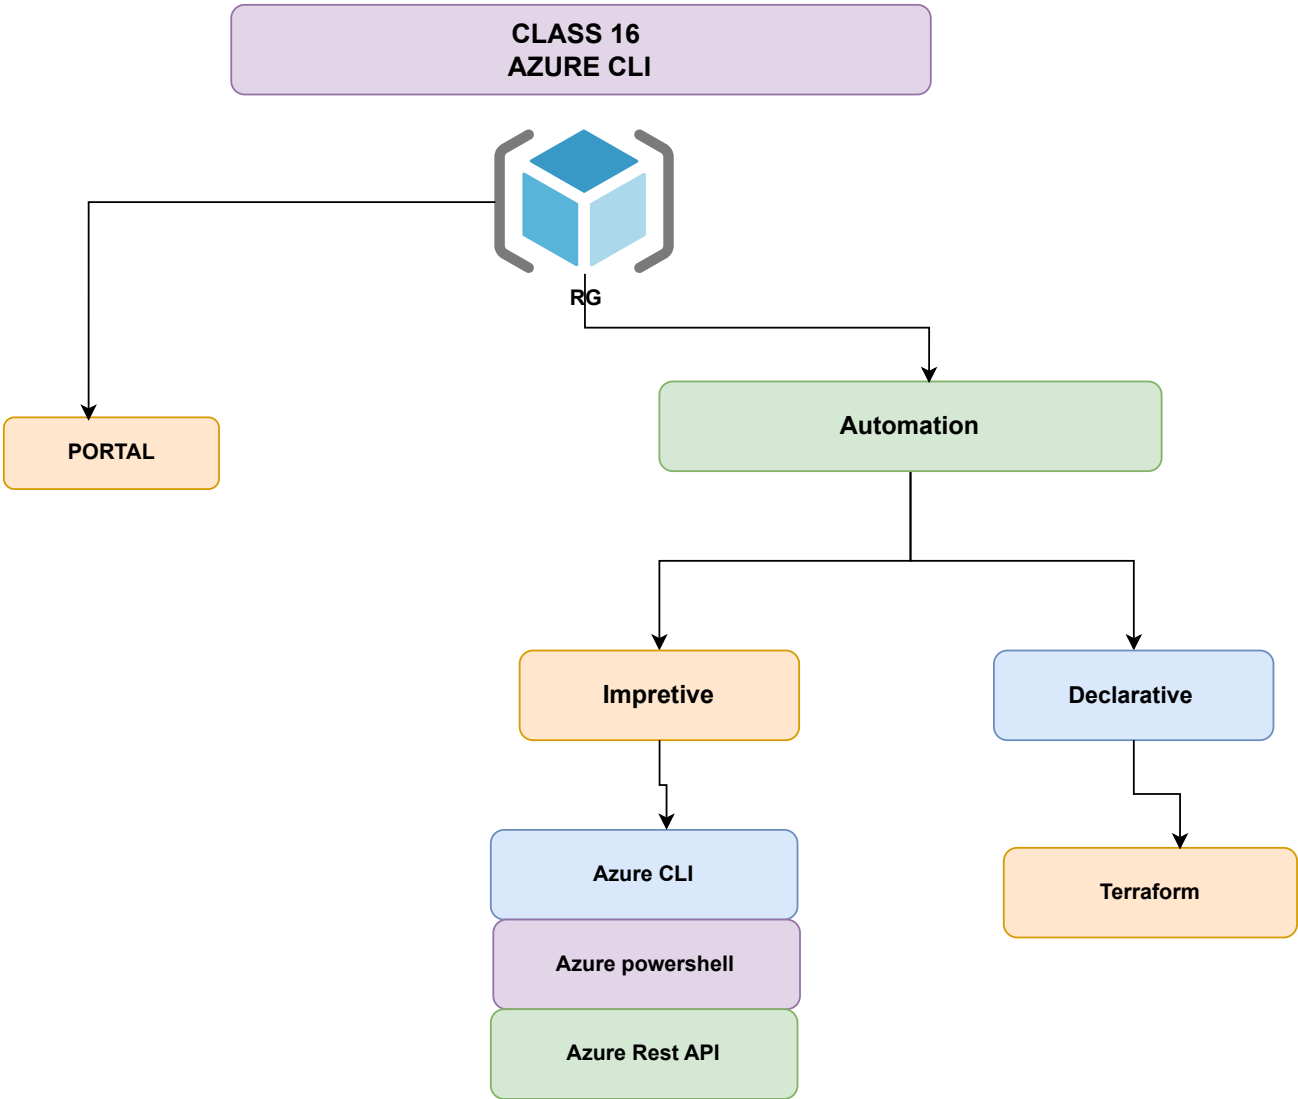 CLASS 16
AZURE CLI
RG
Automation
PORTAL
Impretive
Declarative
Azure CLI
Terraform
Azure powershell
Azure Rest API